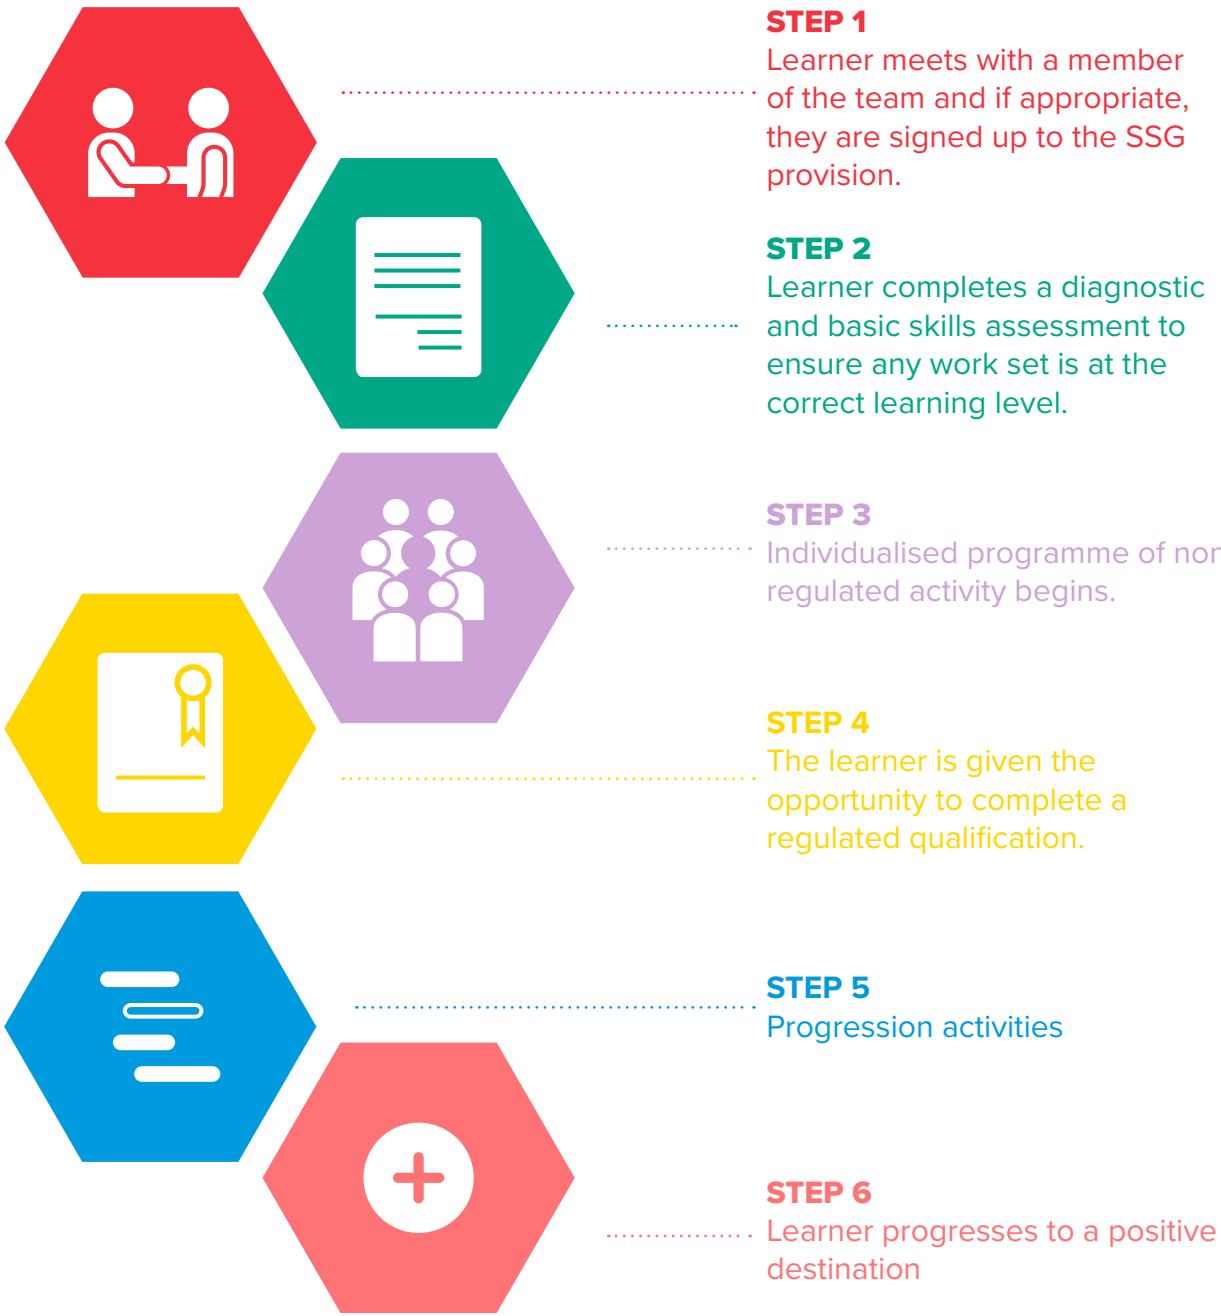 STEP 1
Learner meets with a member
of the team and if appropriate,
they are signed up to the SSG
provision.
STEP 2
Learner completes a diagnostic
and basic skills assessment to
ensure any work set is at the
correct learning level.
STEP 3
Individualised programme of non
regulated activity begins.
STEP 4
The learner is given the
opportunity to complete a
regulated qualification.
STEP 5
Progression activities
STEP 6
Learner progresses to a positive
destination